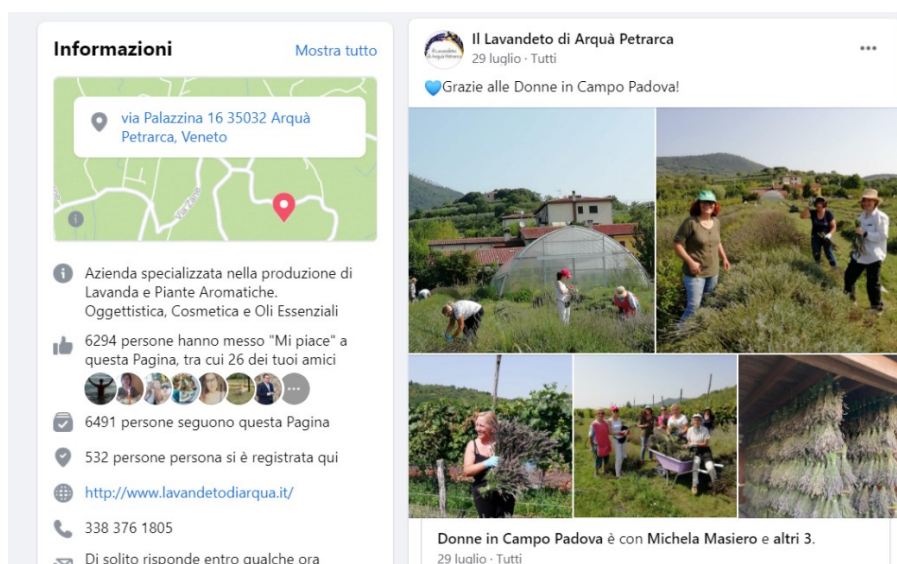 Informazioni
Mostra tutto
via Palazzina 16 35032 Arquà
Petrarca, Veneto
Via Zane
Azienda specializzata nella produzione di
Lavanda e Piante Aromatiche.
Oggettistica, Cosmetica e Oli Essenziali
6294 persone hanno messo "Mi piace" a
questa Pagina, tra cui 26 dei tuoi amici
6491 persone seguono questa Pagina
532 persone persona si è registrata qui
http://www.lavandetodiarqua.it/
338 376 1805
Di solito risponde entro qualche ora
Il Lavandeto di Arquà Petrarca
29 luglio · Tutti
💙Grazie alle Donne in Campo Padova!
Donne in Campo Padova è con Michela Masiero e altri 3.
29 luglio · Tutti